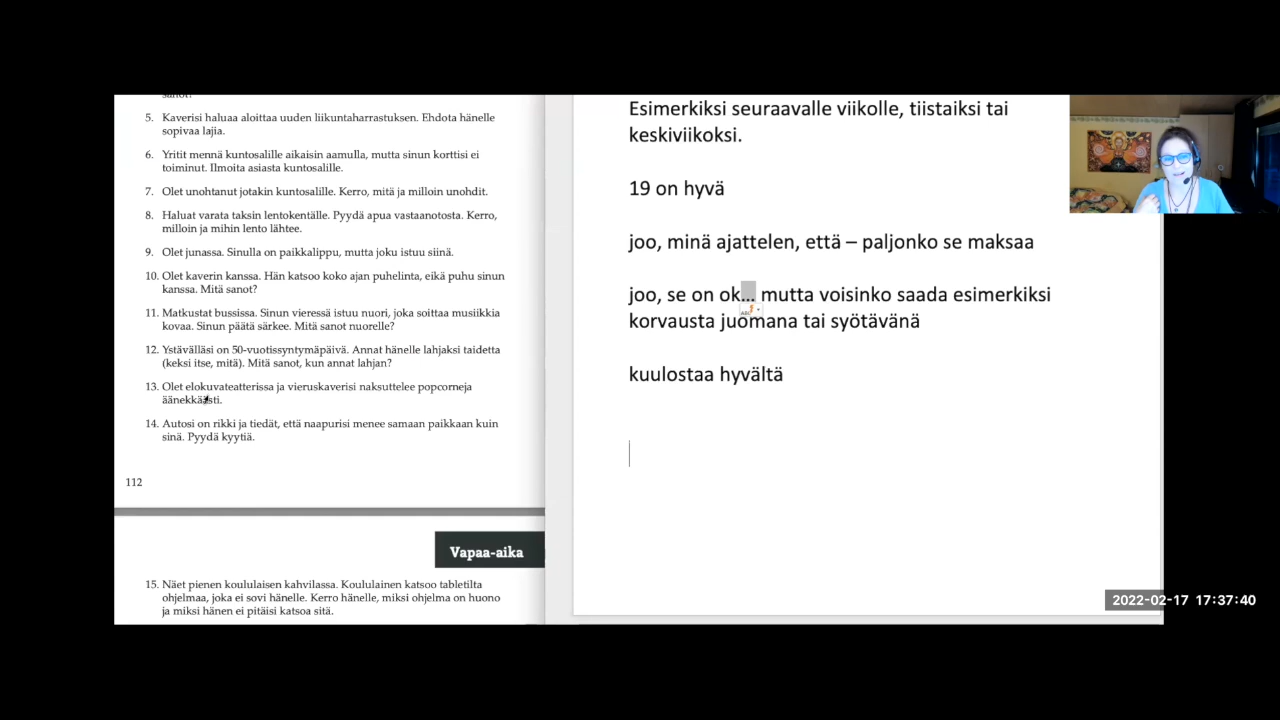 sanot?
5. Kaverisi haluaa aloittaa uuden liikuntaharrastuksen. Ehdota hänelle
sopivaa lajia.
6. Yritit mennä kuntosalille aikaisin aamulla, mutta sinun korttisi ei
toiminut. Ilmoita asiasta kuntosalille.
7. Olet unohtanut jotakin kuntosalille. Kerro, mitä ja milloin unohdit.
8. Haluat varata taksin lentokentälle. Pyydä apua vastaanotosta. Kerro,
milloin ja mihin lento lähtee.
9. Olet junassa. Sinulla on paikkalippu, mutta joku istuu siinä.
10. Olet kaverin kanssa. Hän katsoo koko ajan puhelinta, eikä puhu sinun
kanssa. Mitä sanot?
11. Matkustat bussissa. Sinun vieressä istuu nuori, joka soittaa musiikkia
kovaa. Sinun päätä särkee. Mitä sanot nuorelle?
12. Ystävälläsi on 50-vuotissyntymäpäivä. Annat hänelle lahjaksi taidetta
(keksi itse, mitä). Mitä sanot, kun annat lahjan?
13. Olet elokuvateatterissa ja vieruskaverisi naksuttelee popcorneja
äänekkäästi.
14. Autosi on rikki ja tiedät, että naapurisi menee samaan paikkaan kuin
sinä. Pyydä kyytiä.
112
Vapaa-aika
15. Näet pienen koululaisen kahvilassa. Koululainen katsoo tabletilta
ohjelmaa, joka ei sovi hänelle. Kerro hänelle, miksi ohjelma on huono
ja miksi hänen ei pitäisi katsoa sitä.
Esimerkiksi seuraavalle viikolle, tiistaiksi tai
keskiviikoksi.
19 on hyvä
joo, minä ajattelen, että – paljonko se maksaa
joo, se on ok... mutta voisinko saada esimerkiksi
korvausta juomana tai syötävänä
kuulostaa hyvältä
2022-02-17 17:37:40